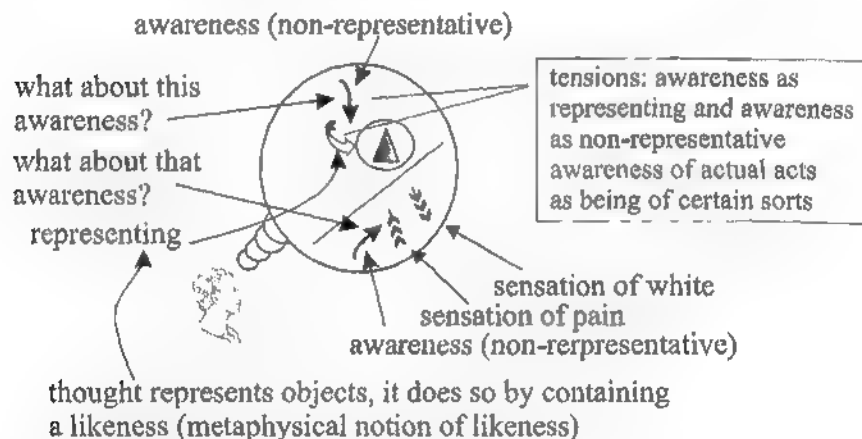 awareness (non-representative)
what about this
awareness?
what about that
awareness?
representing
tensions: awareness as
representing and awareness
as non-representative
awareness of actual acts
as being of certain sorts
sensation of white
sensation of pain
awareness (non-rerpresentative)
thought represents objects, it does so by containing
a likeness (metaphysical notion of likeness)